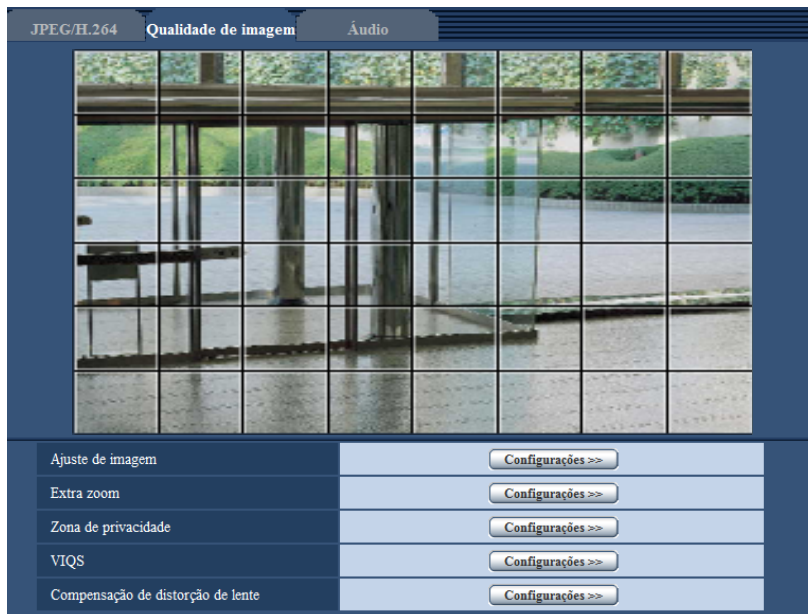 JPEG/H.264 Qualidade de imagem Áudio
Ajuste de imagem Configurações >>
Extra zoom Configurações >>
Zona de privacidade Configurações >>
VIQS Configurações >>
Compensação de distorção de lente Configurações >>